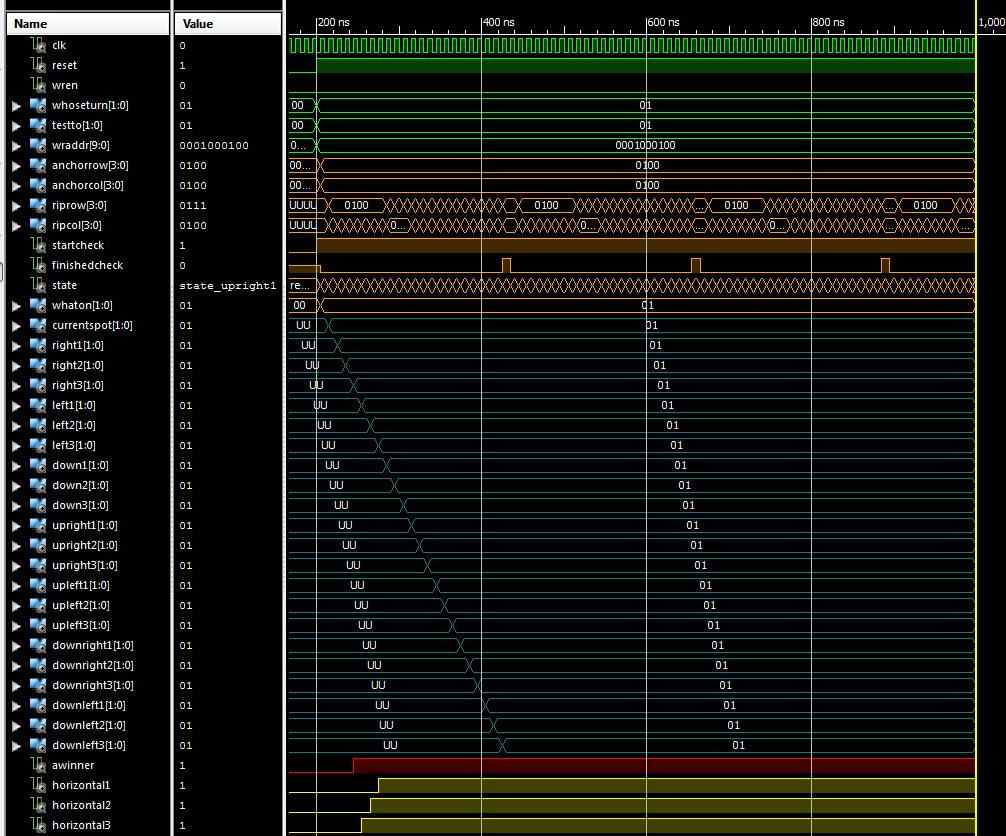 Name Value 200 ns 400 ns 600 ns 800 ns 1,000
clk 0
reset 1
wren 0
whoseturn[1:0] 01 00 01
testto[1:0] 01 00 01
wraddr[9:0] 0001000100 0... 0001000100
anchorrow[3:0] 0100 00... 0100
anchorcol[3:0] 0100 00... 0100
riprow[3:0] 0111 UUUU 0100 0100 ... 0100 ... 0100
ripcol[3:0] 0100 UUUU 0... 0... ... 0... ... ...
startcheck 1
finishedcheck 0
state state_upright1 re...
whaton[1:0] 01 00 01
currentspot[1:0] 01 UU 01
right1[1:0] 01 UU 01
right2[1:0] 01 UU 01
right3[1:0] 01 UU 01
left1[1:0] 01 UU 01
left2[1:0] 01 UU 01
left3[1:0] 01 UU 01
down1[1:0] 01 UU 01
down2[1:0] 01 UU 01
down3[1:0] 01 UU 01
upright1[1:0] 01 UU 01
upright2[1:0] 01 UU 01
upright3[1:0] 01 UU 01
upleft1[1:0] 01 UU 01
upleft2[1:0] 01 UU 01
upleft3[1:0] 01 UU 01
downright1[1:0] 01 UU 01
downright2[1:0] 01 UU 01
downright3[1:0] 01 UU 01
downleft1[1:0] 01 UU 01
downleft2[1:0] 01 UU 01
downleft3[1:0] 01 UU 01
awinner 1
horizontal1 1
horizontal2 1
horizontal3 1